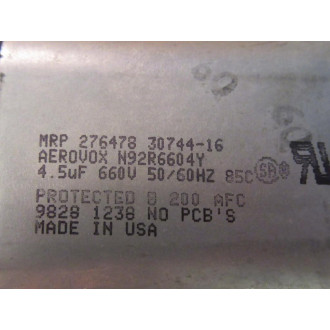 MRP 276478 30744-16
AEROVOX N92R6604Y
4.5uF 660V 50/60HZ 85C SA ®
PROTECTED D 200 AFC
9828 1238 NO PCB'S
MADE IN USA